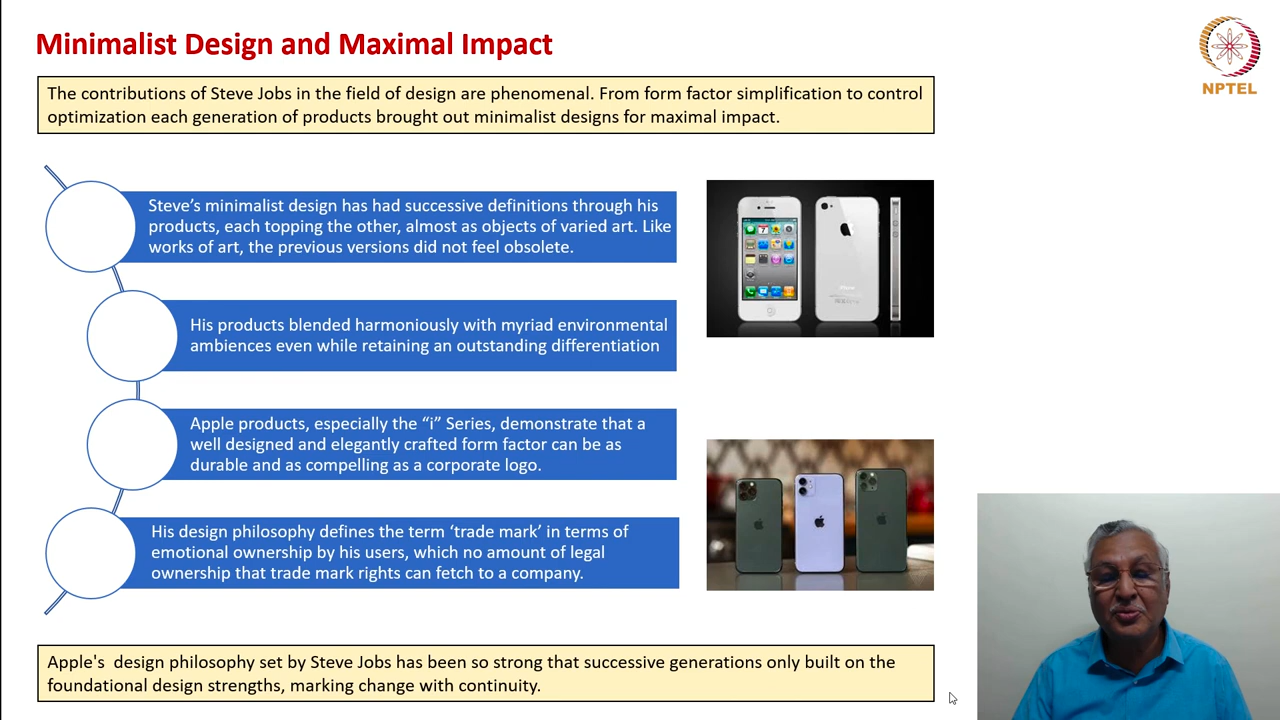 Minimalist Design and Maximal Impact
NPTEL
The contributions of Steve Jobs in the field of design are phenomenal. From form factor simplification to control
optimization each generation of products brought out minimalist designs for maximal impact.
Steve's minimalist design has had successive definitions through his
products, each topping the other, almost as objects of varied art. Like
works of art, the previous versions did not feel obsolete.
His products blended harmoniously with myriad environmental
ambiences even while retaining an outstanding differentiation
Apple products, especially the “i” Series, demonstrate that a
well designed and elegantly crafted form factor can be as
durable and as compelling as a corporate logo.
His design philosophy defines the term ‘trade mark’ in terms of
emotional ownership by his users, which no amount of legal
ownership that trade mark rights can fetch to a company.
Apple's  design philosophy set by Steve Jobs has been so strong that successive generations only built on the
foundational design strengths, marking change with continuity.